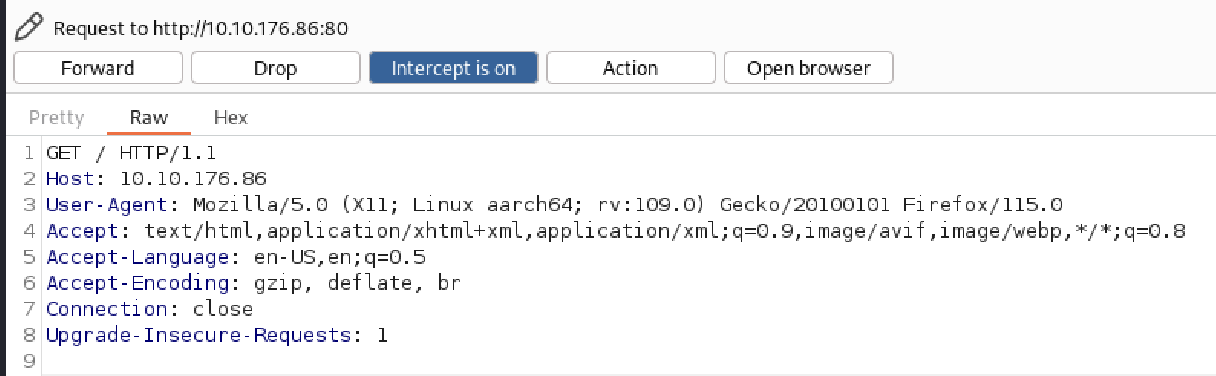 Request to http://10.10.176.86:80
Forward Drop Intercept is on Action Open browser
Pretty Raw Hex
1 GET / HTTP/1.1
2 Host: 10.10.176.86
3 User-Agent: Mozilla/5.0 (X11; Linux aarch64; rv:109.0) Gecko/20100101 Firefox/115.0
4 Accept: text/html,application/xhtml+xml,application/xml;q=0.9,image/avif,image/webp,*/*;q=0.8
5 Accept-Language: en-US,en;q=0.5
6 Accept-Encoding: gzip, deflate, br
7 Connection: close
8 Upgrade-Insecure-Requests: 1
9